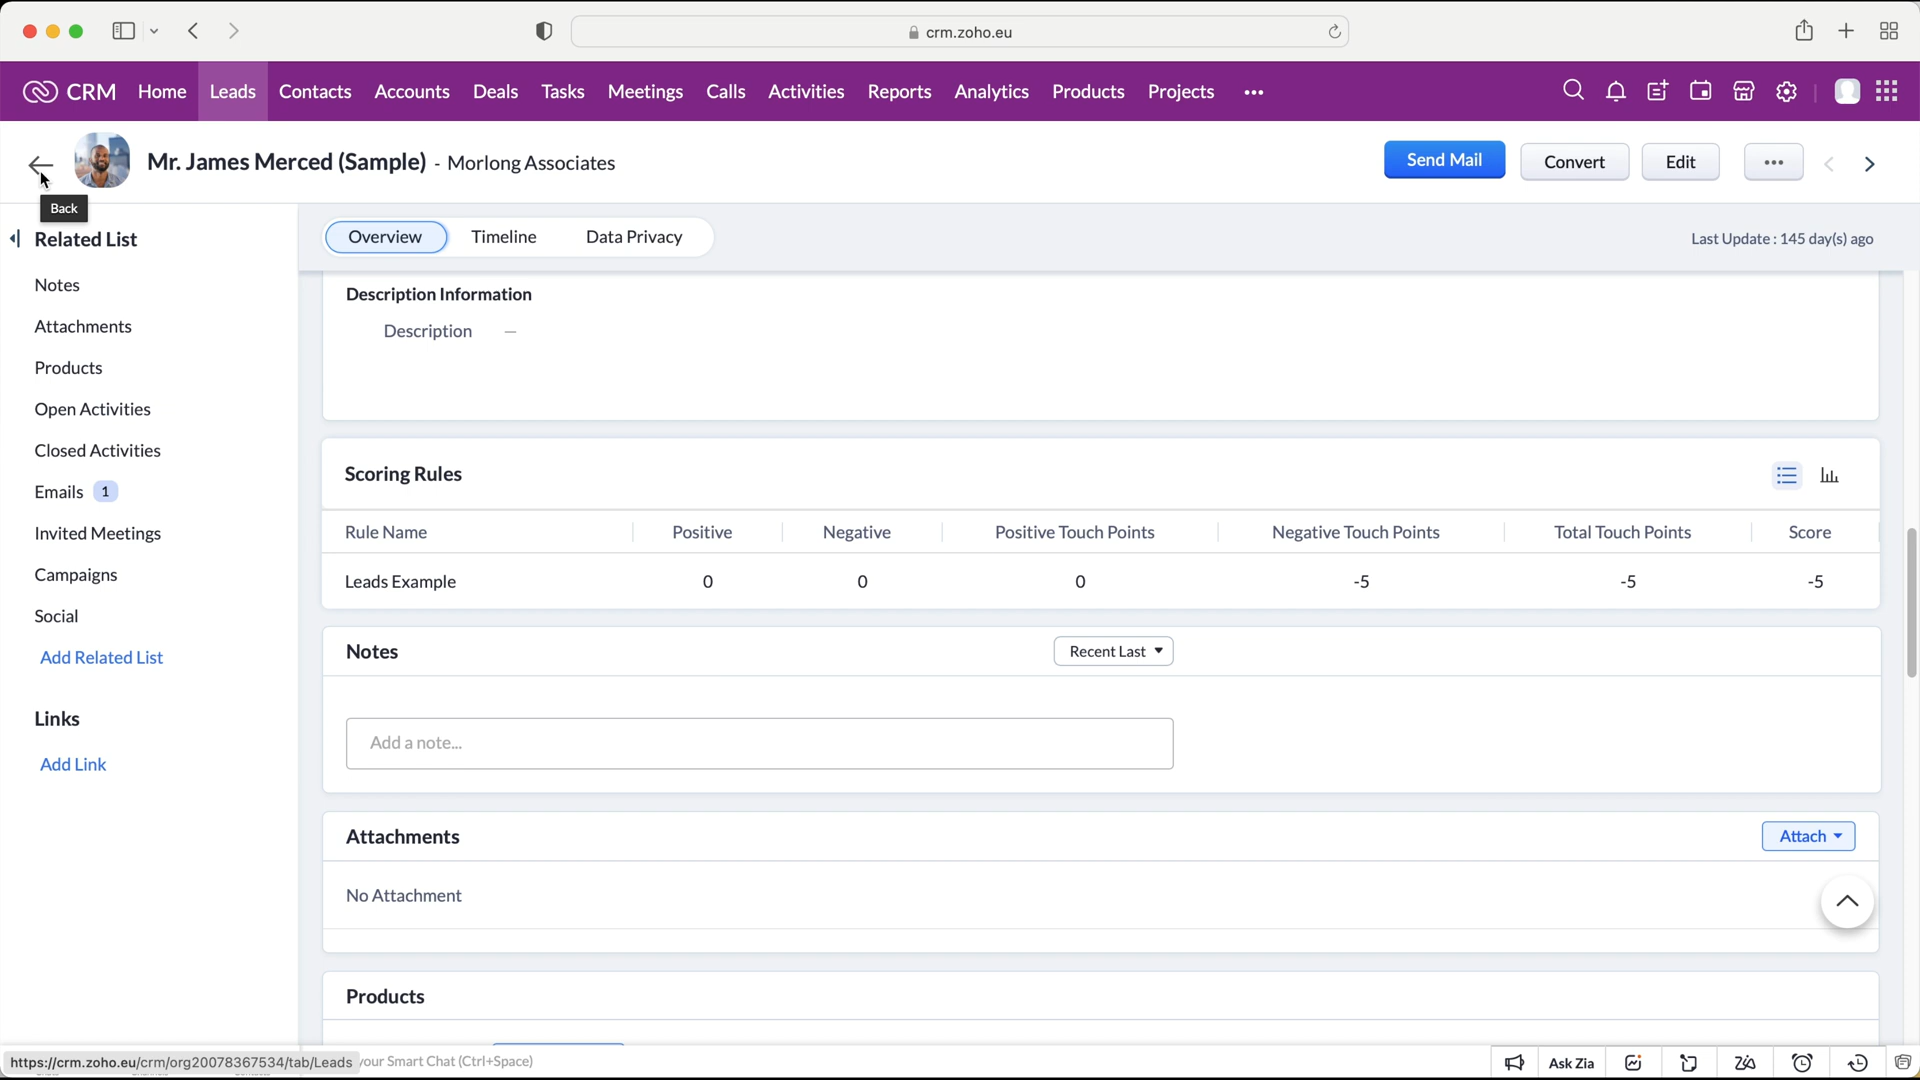 crm.zoho.eu
CRM Home Leads Contacts Accounts Deals Tasks Meetings Calls Activities Reports Analytics Products Projects
Mr. James Merced (Sample) - Morlong Associates
Send Mail Convert Edit
Back
Related List
Notes
Attachments
Products
Open Activities
Closed Activities
Emails 1
Invited Meetings
Campaigns
Social
Add Related List
Links
Add Link
Overview Timeline Data Privacy
Last Update : 145 day(s) ago
Description Information
Description —
Scoring Rules
Rule Name Positive Negative Positive Touch Points Negative Touch Points Total Touch Points Score
Leads Example 0 0 0 -5 -5 -5
Notes
Recent Last
Add a note...
Attachments
Attach
No Attachment
Products
https://crm.zoho.eu/crm/org20078367534/tab/Leads your Smart Chat (Ctrl+Space)
Ask Zia